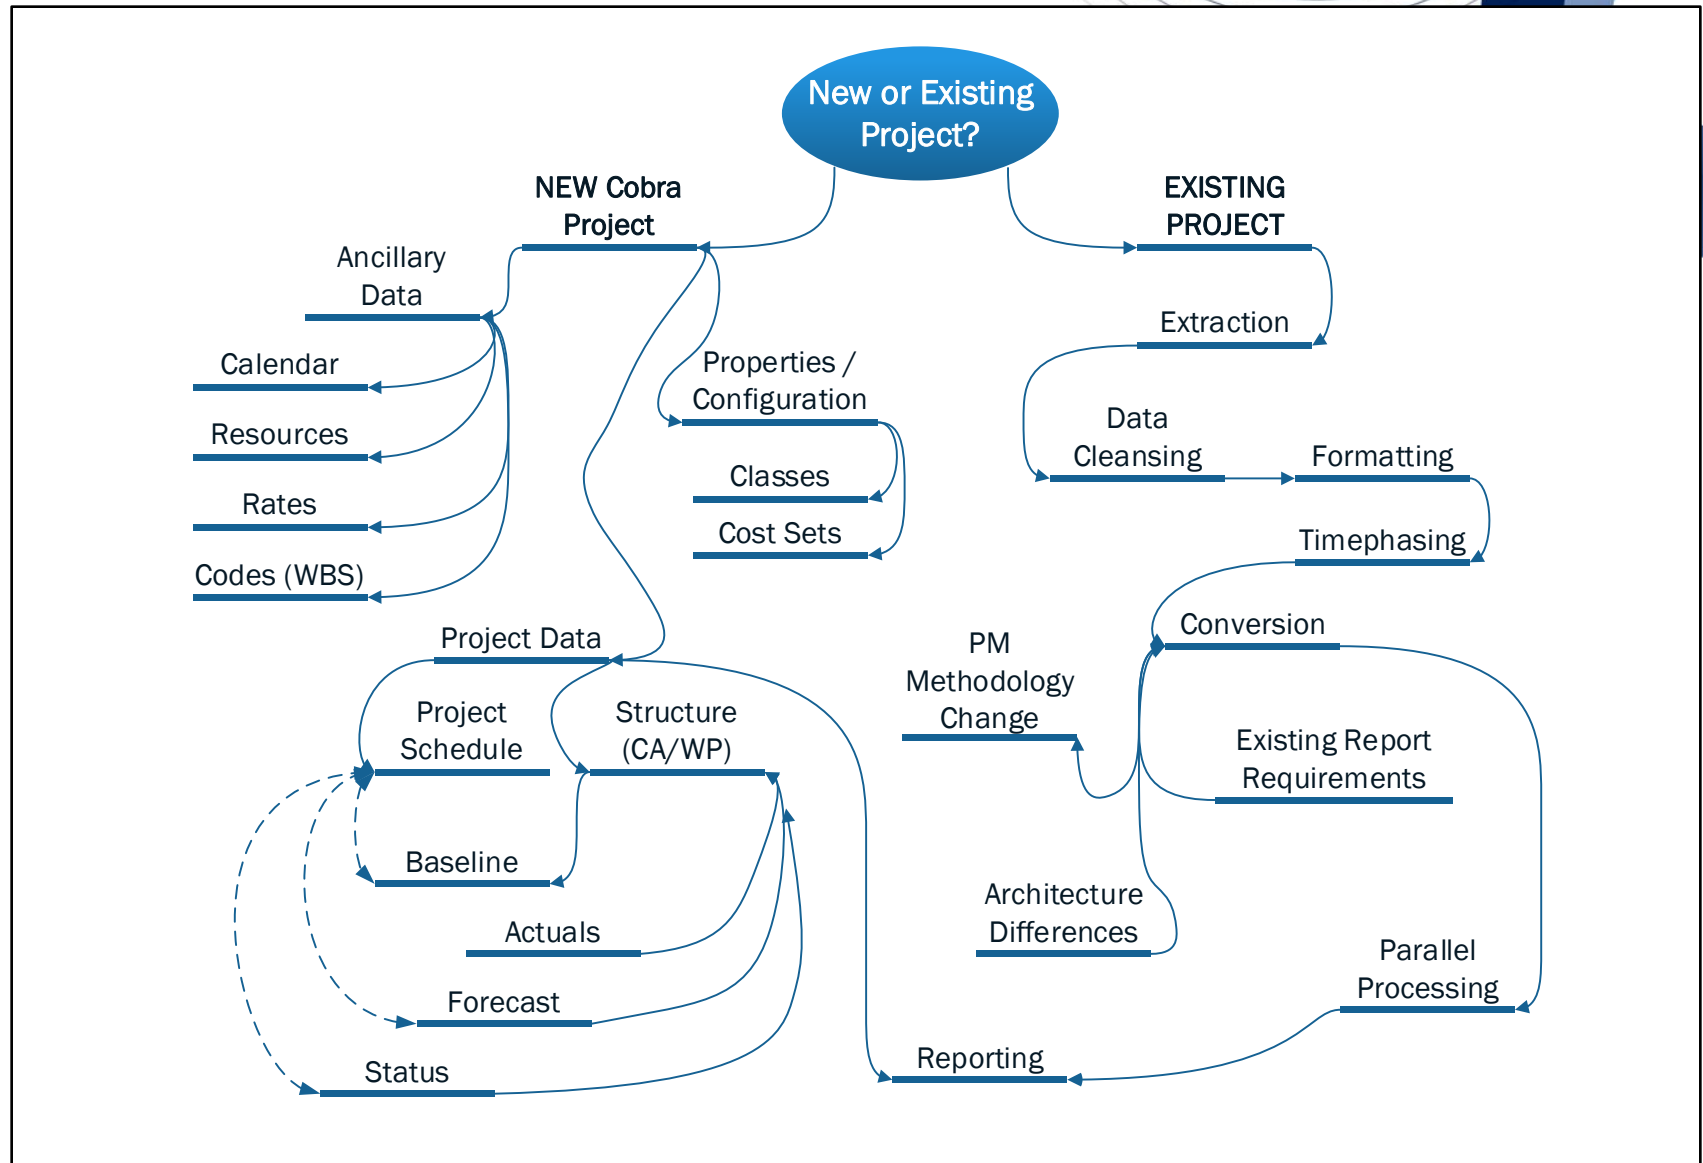 New or Existing
Project?
NEW Cobra
Project
EXISTING
PROJECT
Ancillary
Data
Calendar
Resources
Rates
Codes (WBS)
Properties /
Configuration
Classes
Cost Sets
Project Data
Project
Schedule
Structure
(CA/WP)
Baseline
Actuals
Forecast
Status
Extraction
Data
Cleansing
Formatting
Timephasing
Conversion
PM
Methodology
Change
Existing Report
Requirements
Architecture
Differences
Parallel
Processing
Reporting